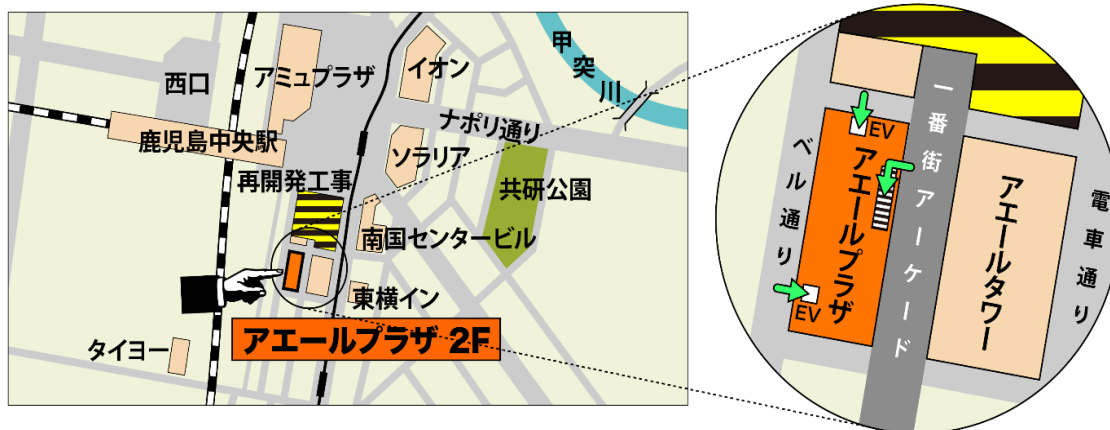 西口
アミュプラザ
イオン
甲突川
鹿児島中央駅
ナポリ通り
ソラリア
再開発工事
共研公園
南国センタービル
東横イン
アエールプラザ 2F
タイヨー
一番街アーケード
EV
ベル通り
アエールプラザ
EV
アエールタワー
電車通り